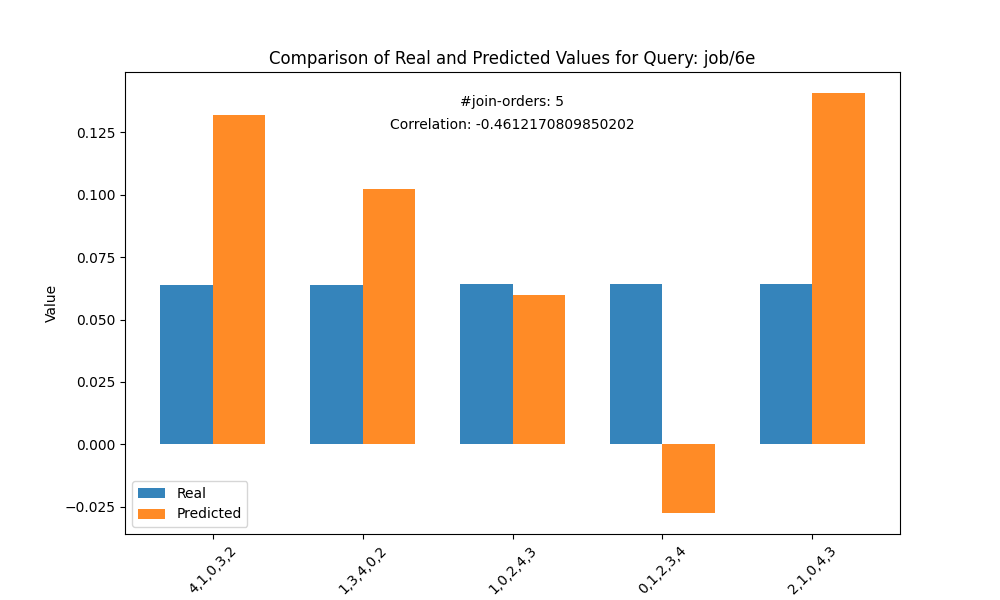 Comparison of Real and Predicted Values for Query: job/6e
#join-orders: 5
Correlation: -0.4612170809850202
Value
0.125
0.100
0.075
0.050
0.025
0.000
−0.025
Real
Predicted
4,1,0,3,2
1,3,4,0,2
1,0,2,4,3
0,1,2,3,4
2,1,0,4,3